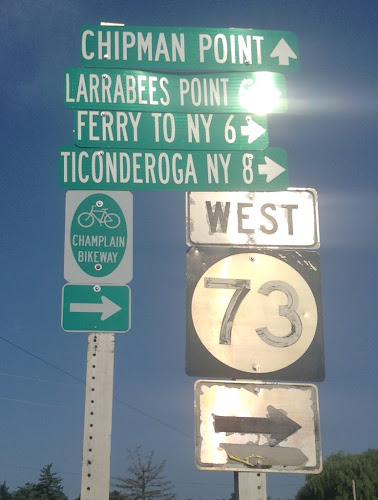 CHIPMAN POINT
LARRABEES POINT
FERRY TO NY 6
TICONDEROGA NY 8
CHAMPLAIN
BIKEWAY
WEST
73